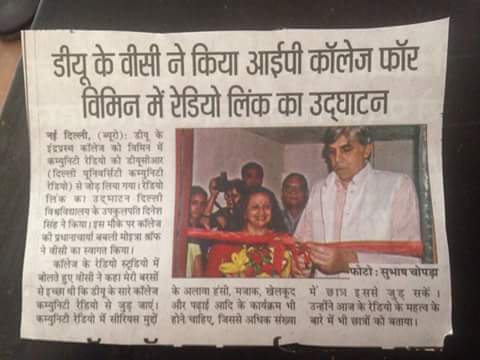 डीयू के वीसी ने किया आईपी कॉलेज फॉर
विमिन में रेडियो लिंक का उद्घाटन
नई दिल्ली, (ब्यूरो): डीयू के
इंद्रप्रस्थ कॉलेज को विमिन में
कम्युनिटी रेडियो को डीयूसीआर
(दिल्ली यूनिवर्सिटी कम्युनिटी
रेडियो) से जोड़ लिया गया। रेडियो
लिंक का उदघाटन दिल्ली
विश्वविद्यालय के उपकुलपति दिनेश
सिंह ने किया। इस मौके पर कॉलेज
की प्रधानाचार्या बबली मोइत्रा श्रॉफ
ने वीसी का स्वागत किया।
कॉलेज के रेडियो स्टूडियो में
बोलते हुए वीसी ने कहा मेरी बरसों
से इच्छा थी कि डीयू के सारे कॉलेज
कम्युनिटी रेडियो से जुड़ जाएं।
कम्युनिटी रेडियो में सीरियस मुद्दों
के अलावा हंसी, मजाक, खेलकूद
और पढ़ाई आदि के कार्यक्रम भी
होने चाहिए, जिससे अधिक संख्या
फोटो : सुभाष चोपड़ा
में छात्र इससे जुड़ सकें ।
उन्होंने आज के रेडियो के महत्व के
बारे में भी छात्रों को बताया।